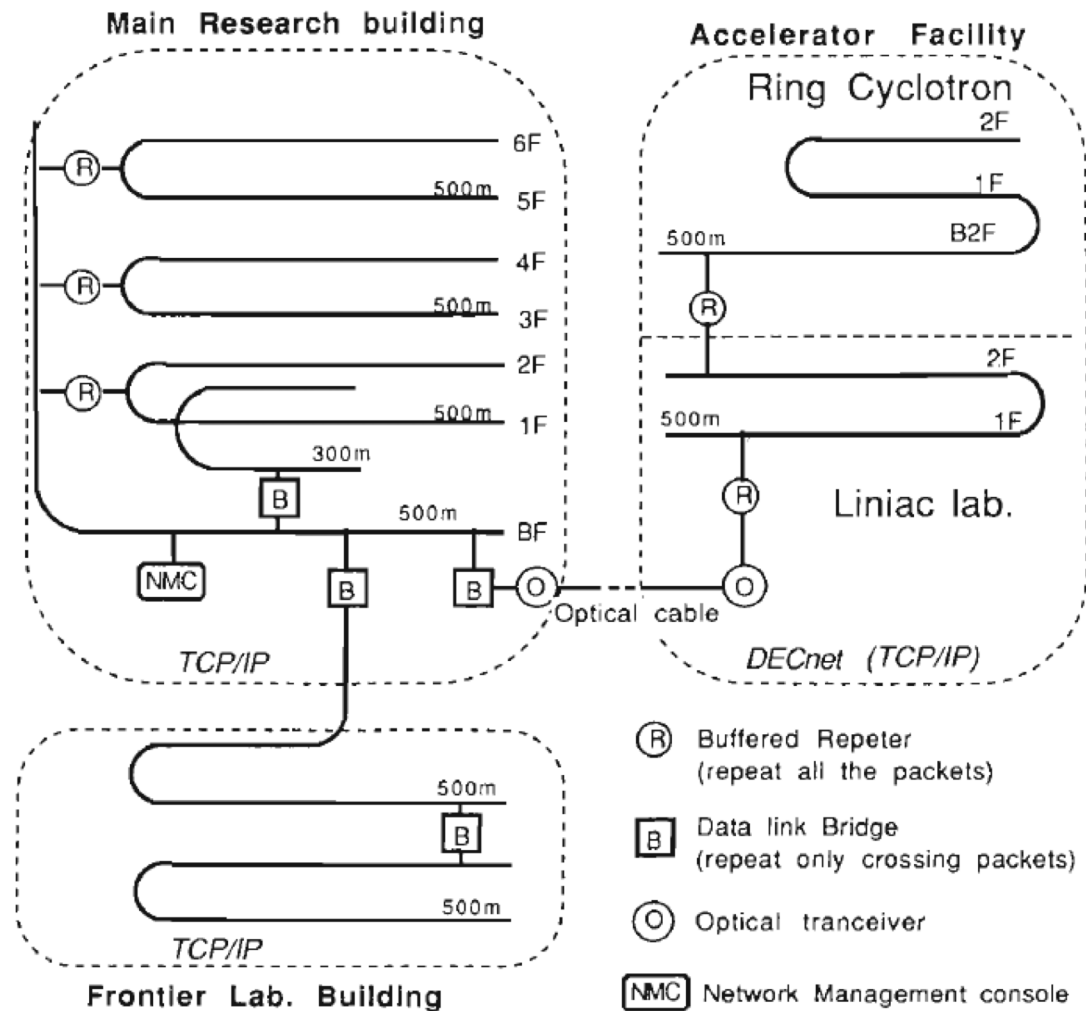 Main Research building
Accelerator Facility
Ring Cyclotron
6F
R
500m
5F
4F
R
500m
3F
2F
R
500m
1F
300m
B
500m
BF
NMC
B
B
O
Optical cable
TCP/IP
2F
1F
500m
B2F
R
2F
500m
1F
R
Liniac lab.
O
DECnet (TCP/IP)
500m
B
500m
TCP/IP
Frontier Lab. Building
R Buffered Repeter
(repeat all the packets)
B Data link Bridge
(repeat only crossing packets)
O Optical tranceiver
NMC Network Management console